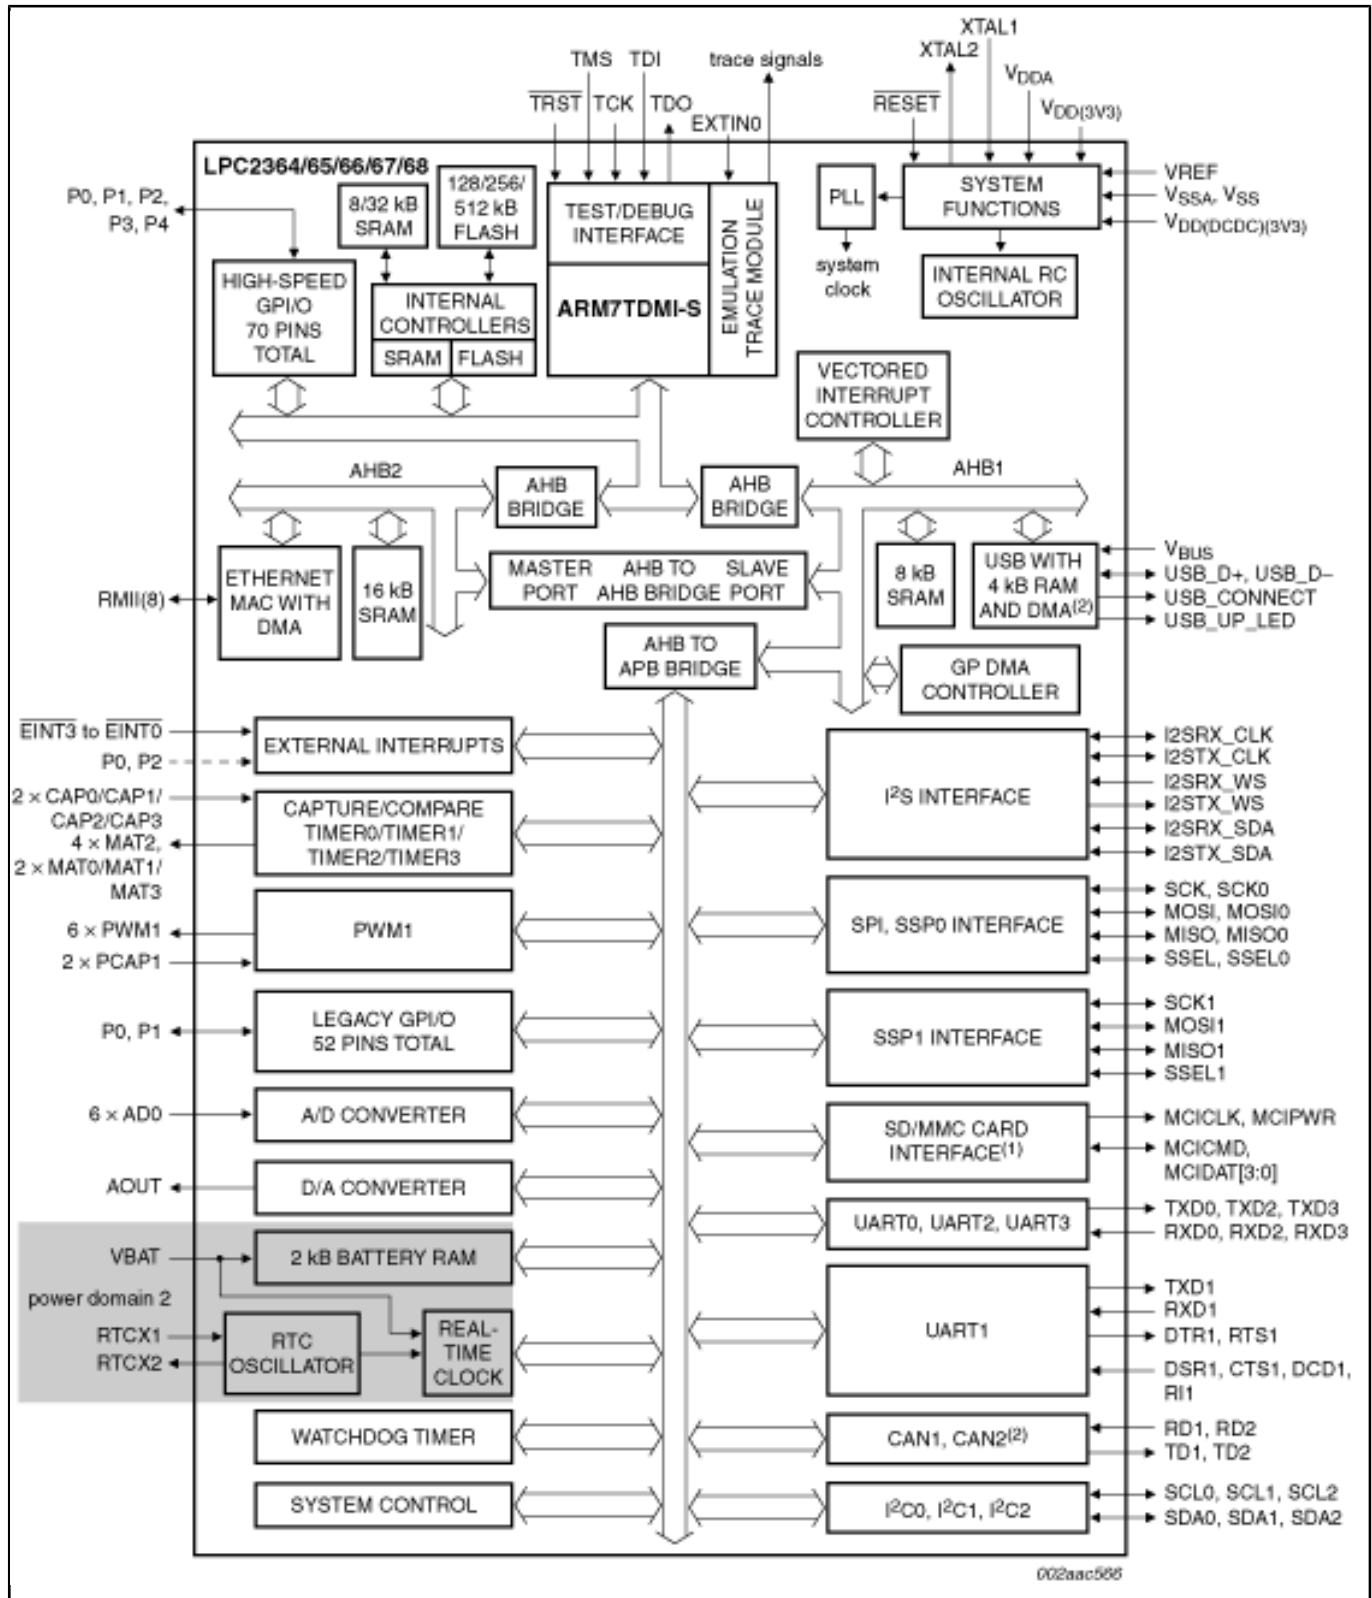 XTAL1
XTAL2
TMS TDI
trace signals
VDDA
TRST TCK TDO
RESET
VDD(3V3)
EXTIN0
LPC2364/65/66/67/68
P0, P1, P2,
P3, P4
8/32 kB
SRAM
128/256/
512 kB
FLASH
TEST/DEBUG
INTERFACE
EMULATION
TRACE MODULE
PLL
SYSTEM
FUNCTIONS
VREF
VSSA, VSS
VDD(DCDC)(3V3)
system
clock
HIGH-SPEED
GPI/O
70 PINS
TOTAL
INTERNAL
CONTROLLERS
SRAM FLASH
ARM7TDMI-S
INTERNAL RC
OSCILLATOR
VECTORED
INTERRUPT
CONTROLLER
AHB2
AHB
BRIDGE
AHB
BRIDGE
AHB1
RMII(8)
ETHERNET
MAC WITH
DMA
16 kB
SRAM
MASTER AHB TO SLAVE
PORT AHB BRIDGE PORT
8 kB
SRAM
USB WITH
4 kB RAM
AND DMA(2)
VBUS
USB_D+, USB_D−
USB_CONNECT
USB_UP_LED
AHB TO
APB BRIDGE
GP DMA
CONTROLLER
EINT3 to EINT0
P0, P2
EXTERNAL INTERRUPTS
I2S INTERFACE
I2SRX_CLK
I2STX_CLK
I2SRX_WS
I2STX_WS
I2SRX_SDA
I2STX_SDA
2 × CAP0/CAP1/
CAP2/CAP3
4 × MAT2,
2 × MAT0/MAT1/
MAT3
CAPTURE/COMPARE
TIMER0/TIMER1/
TIMER2/TIMER3
6 × PWM1
2 × PCAP1
PWM1
SPI, SSP0 INTERFACE
SCK, SCK0
MOSI, MOSI0
MISO, MISO0
SSEL, SSEL0
P0, P1
LEGACY GPI/O
52 PINS TOTAL
SSP1 INTERFACE
SCK1
MOSI1
MISO1
SSEL1
6 × AD0
A/D CONVERTER
SD/MMC CARD
INTERFACE(1)
MCICLK, MCIPWR
MCICMD,
MCIDAT[3:0]
AOUT
D/A CONVERTER
UART0, UART2, UART3
TXD0, TXD2, TXD3
RXD0, RXD2, RXD3
VBAT
2 kB BATTERY RAM
power domain 2
RTCX1
RTCX2
RTC
OSCILLATOR
REAL-
TIME
CLOCK
UART1
TXD1
RXD1
DTR1, RTS1
DSR1, CTS1, DCD1,
RI1
WATCHDOG TIMER
CAN1, CAN2(2)
RD1, RD2
TD1, TD2
SYSTEM CONTROL
I2C0, I2C1, I2C2
SCL0, SCL1, SCL2
SDA0, SDA1, SDA2
002aac566